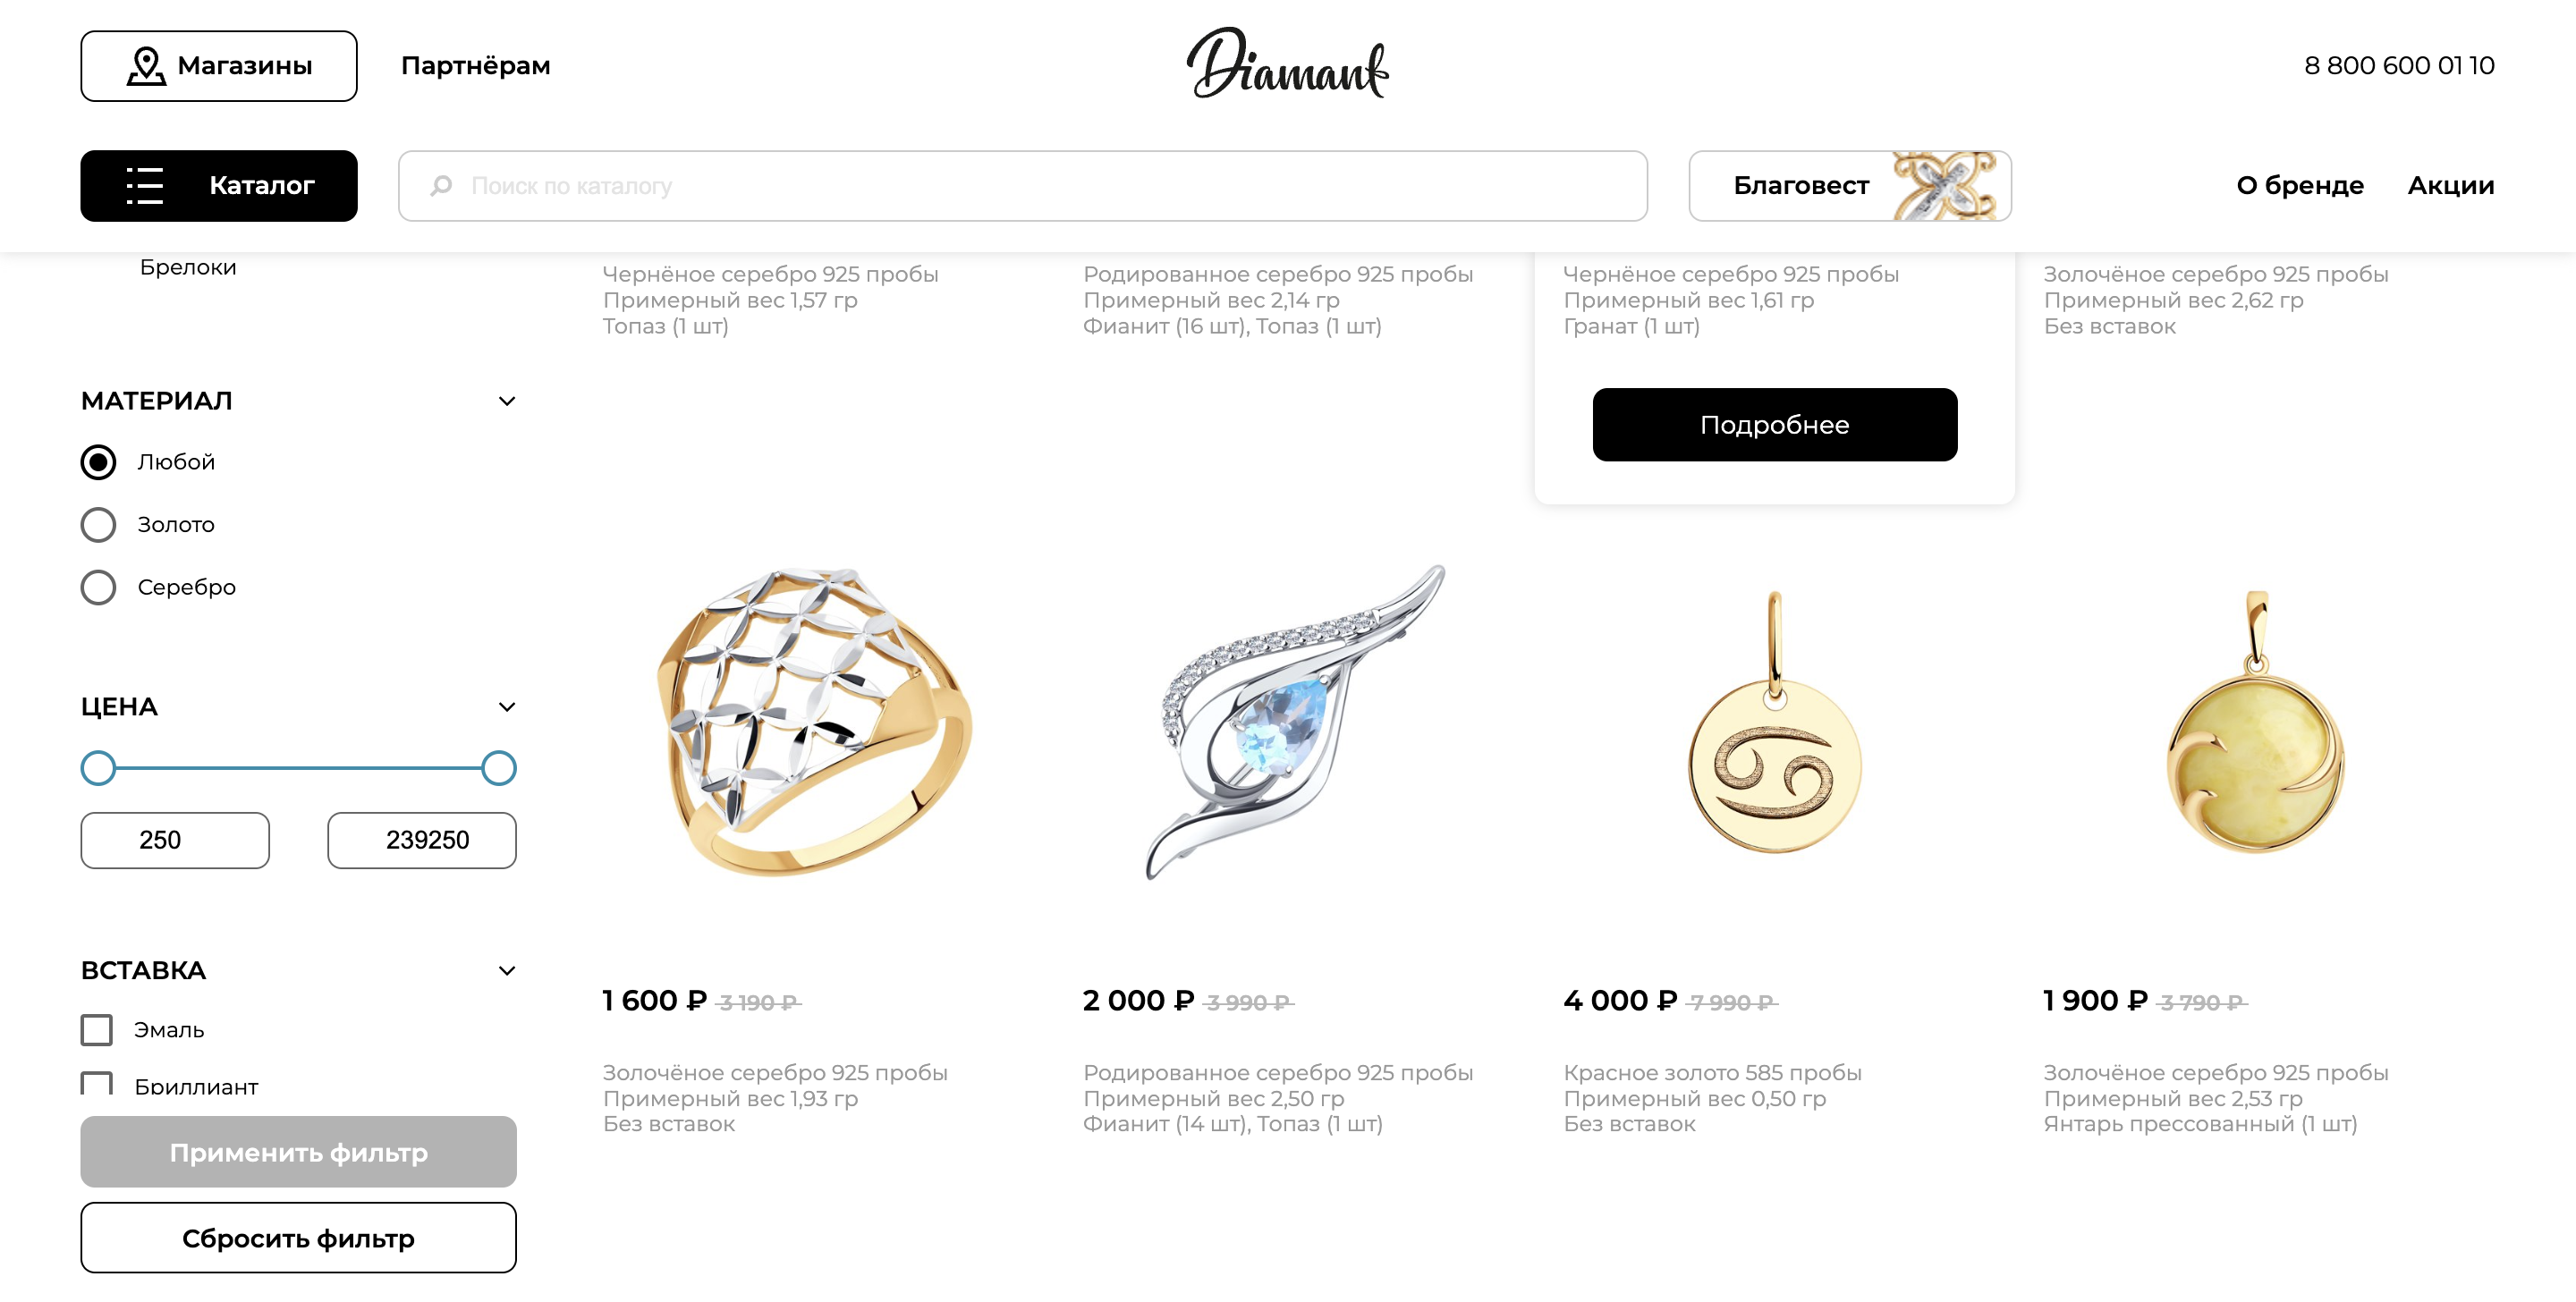 Магазины
Партнёрам
Diamant
8 800 600 01 10
Каталог
Поиск по каталогу
Благовест
О бренде
Акции
Брелоки
МАТЕРИАЛ
Любой
Золото
Серебро
ЦЕНА
250
239250
ВСТАВКА
Эмаль
Бриллиант
Применить фильтр
Сбросить фильтр
Чернёное серебро 925 пробы
Примерный вес 1,57 гр
Топаз (1 шт)
Родированное серебро 925 пробы
Примерный вес 2,14 гр
Фианит (16 шт), Топаз (1 шт)
Чернёное серебро 925 пробы
Примерный вес 1,61 гр
Гранат (1 шт)
Подробнее
Золочёное серебро 925 пробы
Примерный вес 2,62 гр
Без вставок
1 600 ₽ 3 190 ₽
Золочёное серебро 925 пробы
Примерный вес 1,93 гр
Без вставок
2 000 ₽ 3 990 ₽
Родированное серебро 925 пробы
Примерный вес 2,50 гр
Фианит (14 шт), Топаз (1 шт)
4 000 ₽ 7 990 ₽
Красное золото 585 пробы
Примерный вес 0,50 гр
Без вставок
1 900 ₽ 3 790 ₽
Золочёное серебро 925 пробы
Примерный вес 2,53 гр
Янтарь прессованный (1 шт)